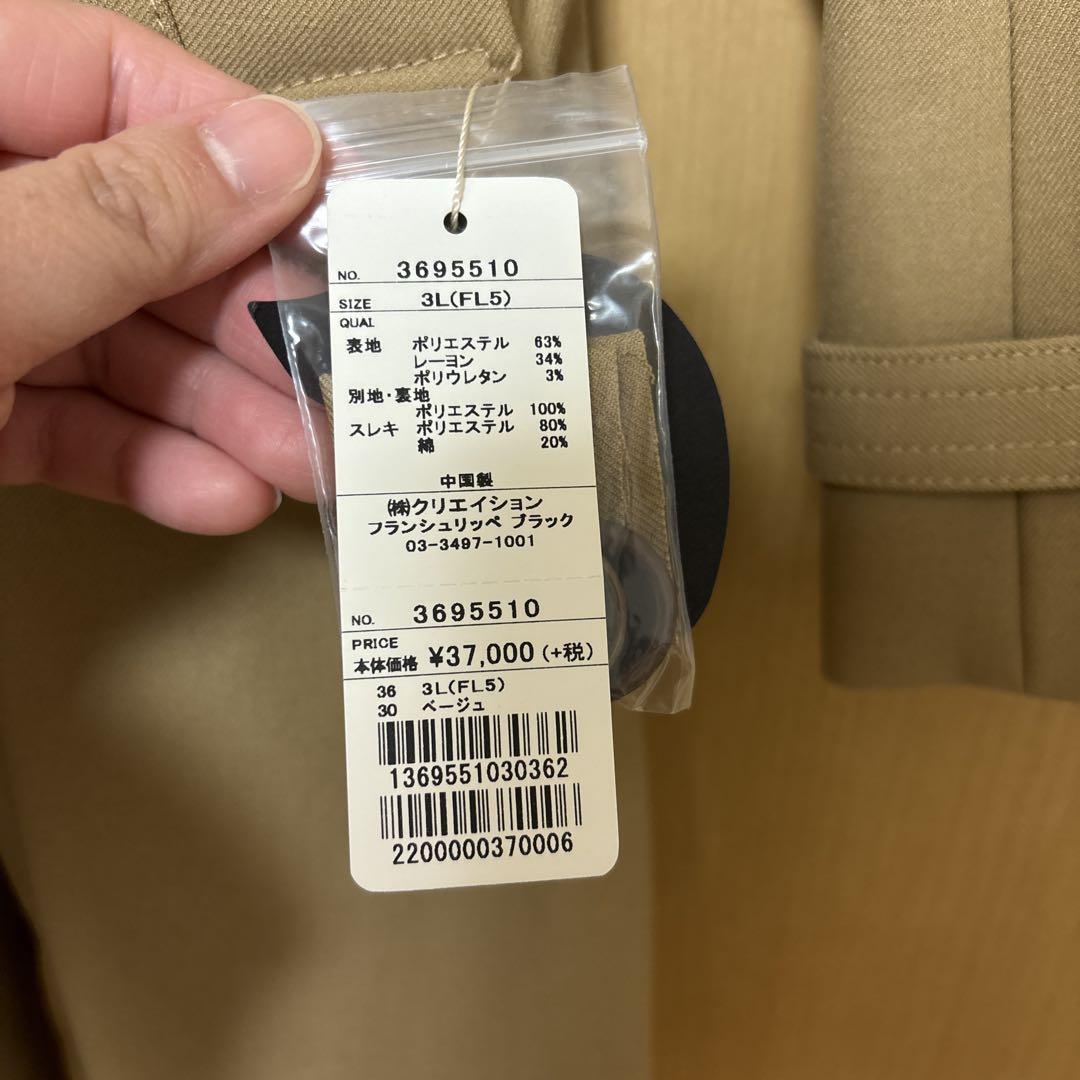 NO. 3695510
SIZE 3L(FL5)
QUAL
表地 ポリエステル 63%
レーヨン 34%
ポリウレタン 3%
別地・裏地
ポリエステル 100%
スレキ ポリエステル 80%
綿 20%
中国製
㈱クリエイション
フランシュリッペ ブラック
03-3497-1001
NO. 3695510
PRICE
本体価格 ¥37,000(+税)
36 3L(FL5)
30 ベージュ
1369551030362
2200000370006